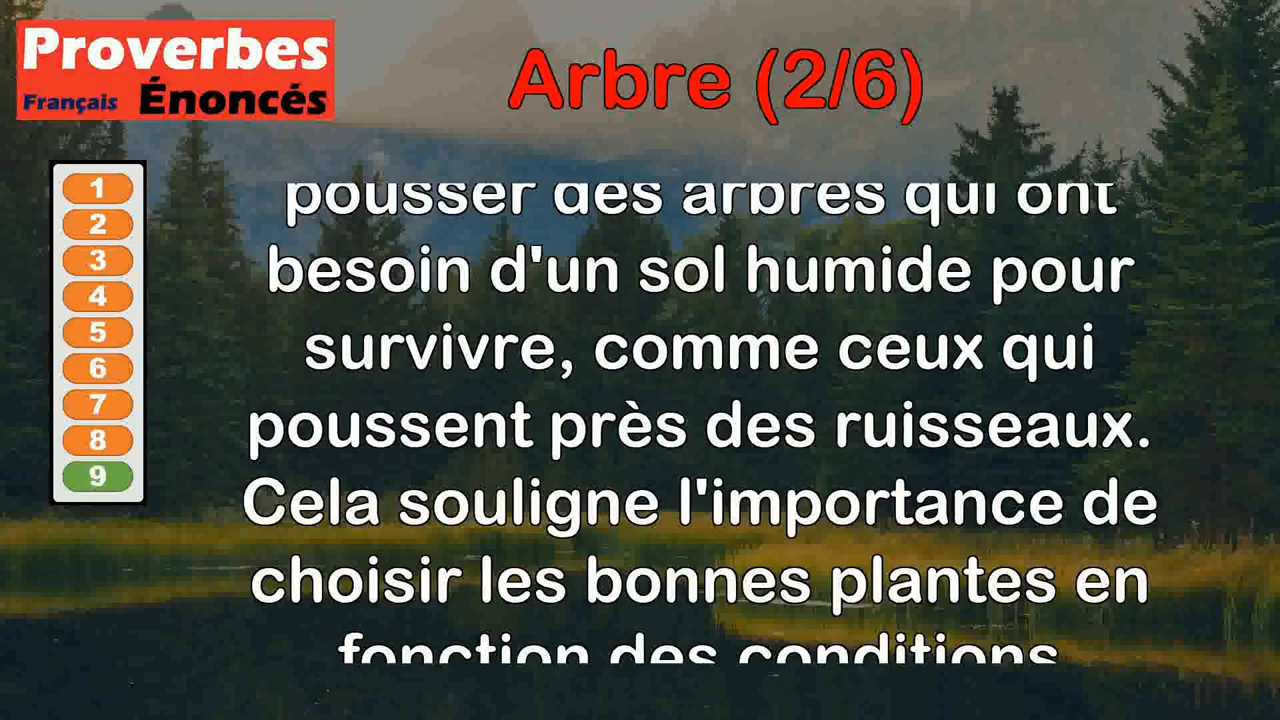 Proverbes
Français Énoncés
Arbre (2/6)
1
2
3
4
5
6
7
8
9
pousser des arbres qui ont
besoin d'un sol humide pour
survivre, comme ceux qui
poussent près des ruisseaux.
Cela souligne l'importance de
choisir les bonnes plantes en
fonction des conditions